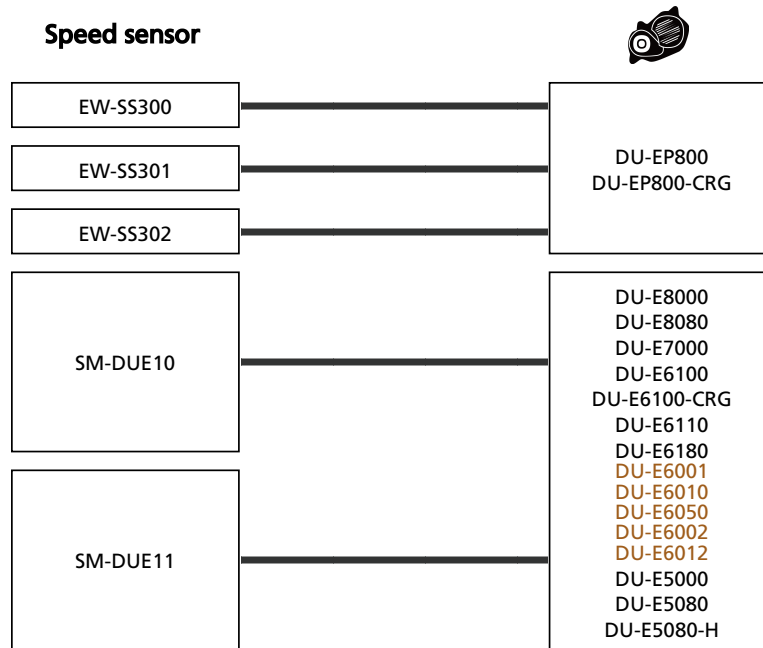 Speed sensor
EW-SS300
EW-SS301
EW-SS302
DU-EP800
DU-EP800-CRG
SM-DUE10
SM-DUE11
DU-E8000
DU-E8080
DU-E7000
DU-E6100
DU-E6100-CRG
DU-E6110
DU-E6180
DU-E6001
DU-E6010
DU-E6050
DU-E6002
DU-E6012
DU-E5000
DU-E5080
DU-E5080-H